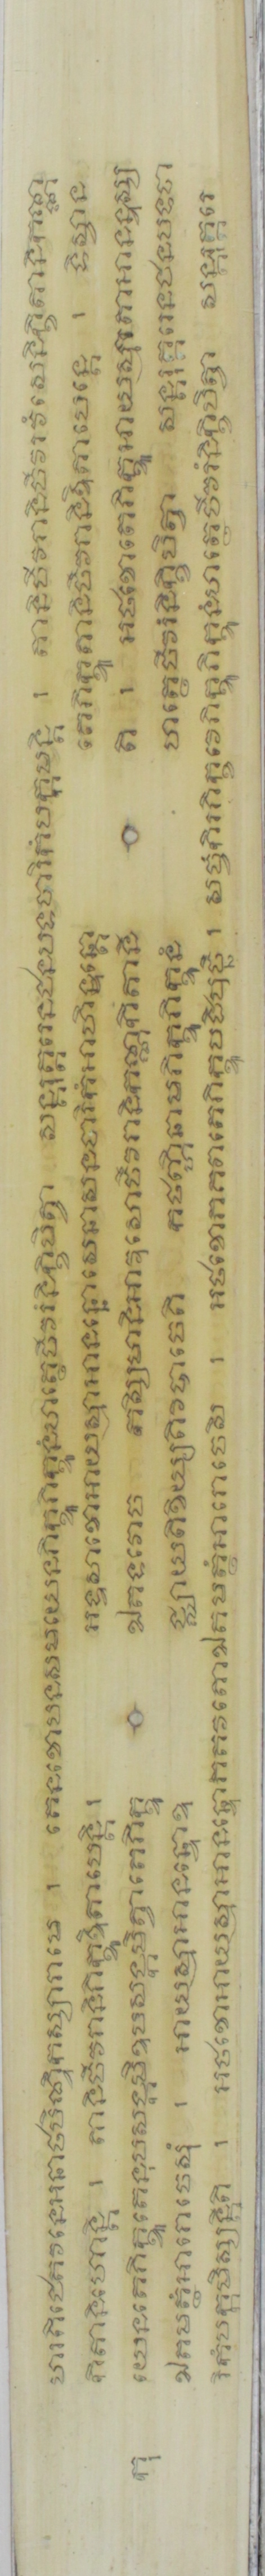 ហរតិជេតវនេអនាថបិណ្ឌិកស្សារាមេ ។ តេនខោបនសមយេនភិក្ខូភិក្ខូនំហត្ថេចីវរំនិក្ខិបិត្វា សន្តរុត្តរេនជនបទចារិកំបក្កមន្តិ ។ តានិចីវរានិចិរំនិក្ខិត្តានិកណ្ណ
កិតានិហោន្តិ ។ តានិចីវរានិភិក្ខូឱតាបេន្តិ ។ អទ្ទសាខោអាយស្មាអានន្ទោសេនាសនចារិកំអាហិណ្ឌន្តោ តេភិក្ខូតានិចីវរានិឱតាបេន្តេ ។ ទិស្វាន
កុ យេនតេភិក្ខូតេនុបសង្កមិឧបសង្កមិត្វាតេភិក្ខូ ឯតទវោច កស្សិមានិអាវុសោចីវរានិកណ្ណកិតានី តិ ។ អថខោតេភិក្ខូអាយស្មតោអានន្ទស្ស
ឯតមត្ថំអារោចេសុំ ។ អាយស្មាអានន្ទោឧ ជ្ឈាយតិខិយ្យតិវិបាចេតិ កថញ្ហិនាមភិក្ខូភិក្ខូនំ ហត្ថេចីវរំនិក្ខិបិត្វា សន្តរុត្តរេនជនបទចា
រិកំបក្កមិស្សន្តីតិ ។ អថខោអាយស្មាអានន្ទោភគវតោឯតមត្ថំអារោចេសិ ។ អថខោភគវាតេភិក្ខូបដិបុច្ឆិ ។ សច្ចំកិរភិក្ខវេភិក្ខូភិក្ខូនំហត្ថេចីវរំនិក្ខិបិត្វា សន្តរុត្តរេ